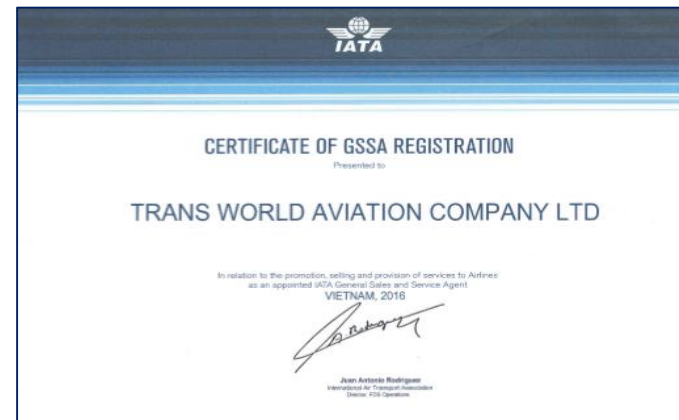 IATA
CERTIFICATE OF GSSA REGISTRATION
Presented to
TRANS WORLD AVIATION COMPANY LTD
In relation to the promotion, selling and provision of services to Airlines
as an appointed IATA General Sales and Service Agent
VIETNAM, 2016
Juan Antonio Rodriguez
International Air Transport Association
Director FDS Operations